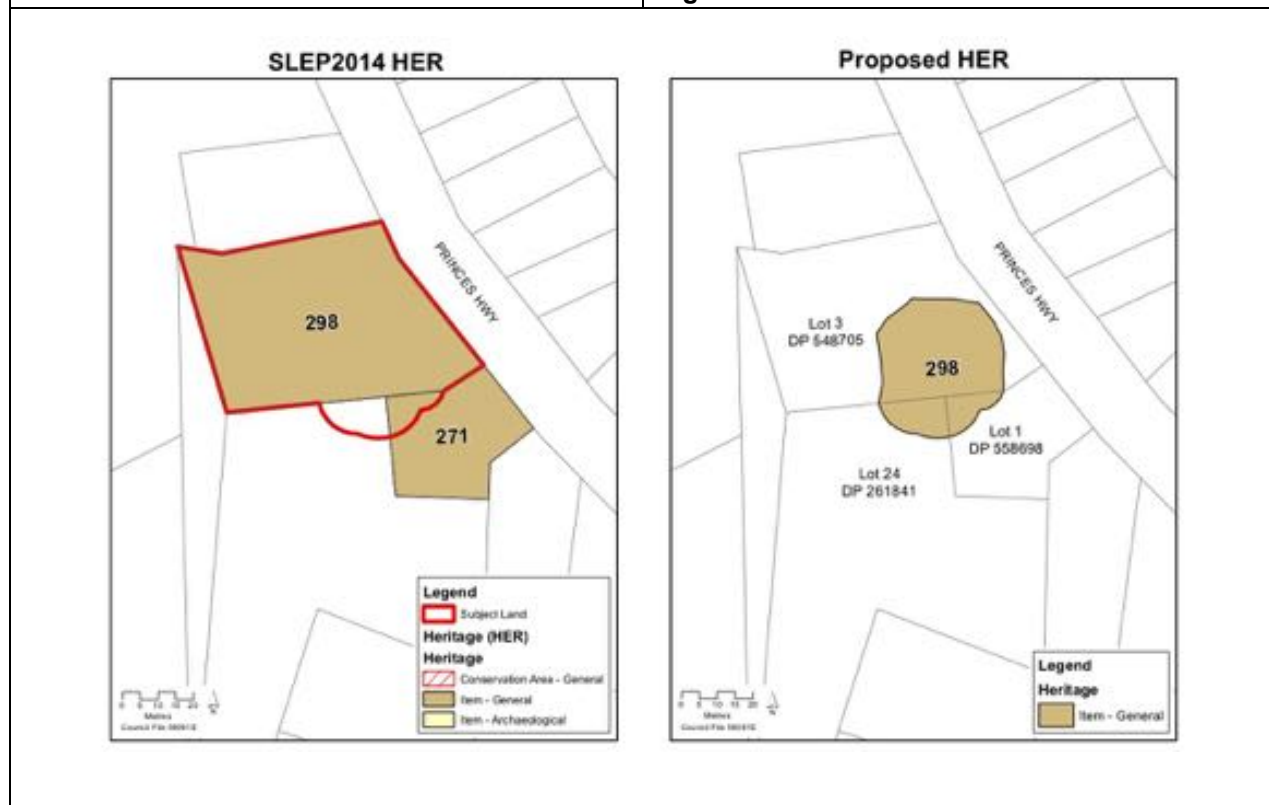 SLEP2014 HER
PRINCES HWY
298
271
Legend
Subject Land
Heritage (HER)
Heritage
Conservation Area - General
Item - General
Item - Archaeological
Metres
Proposed HER
PRINCES HWY
Lot 3
DP 548705
298
Lot 1
DP 558698
Lot 24
DP 261841
Legend
Heritage
Item - General
Metres